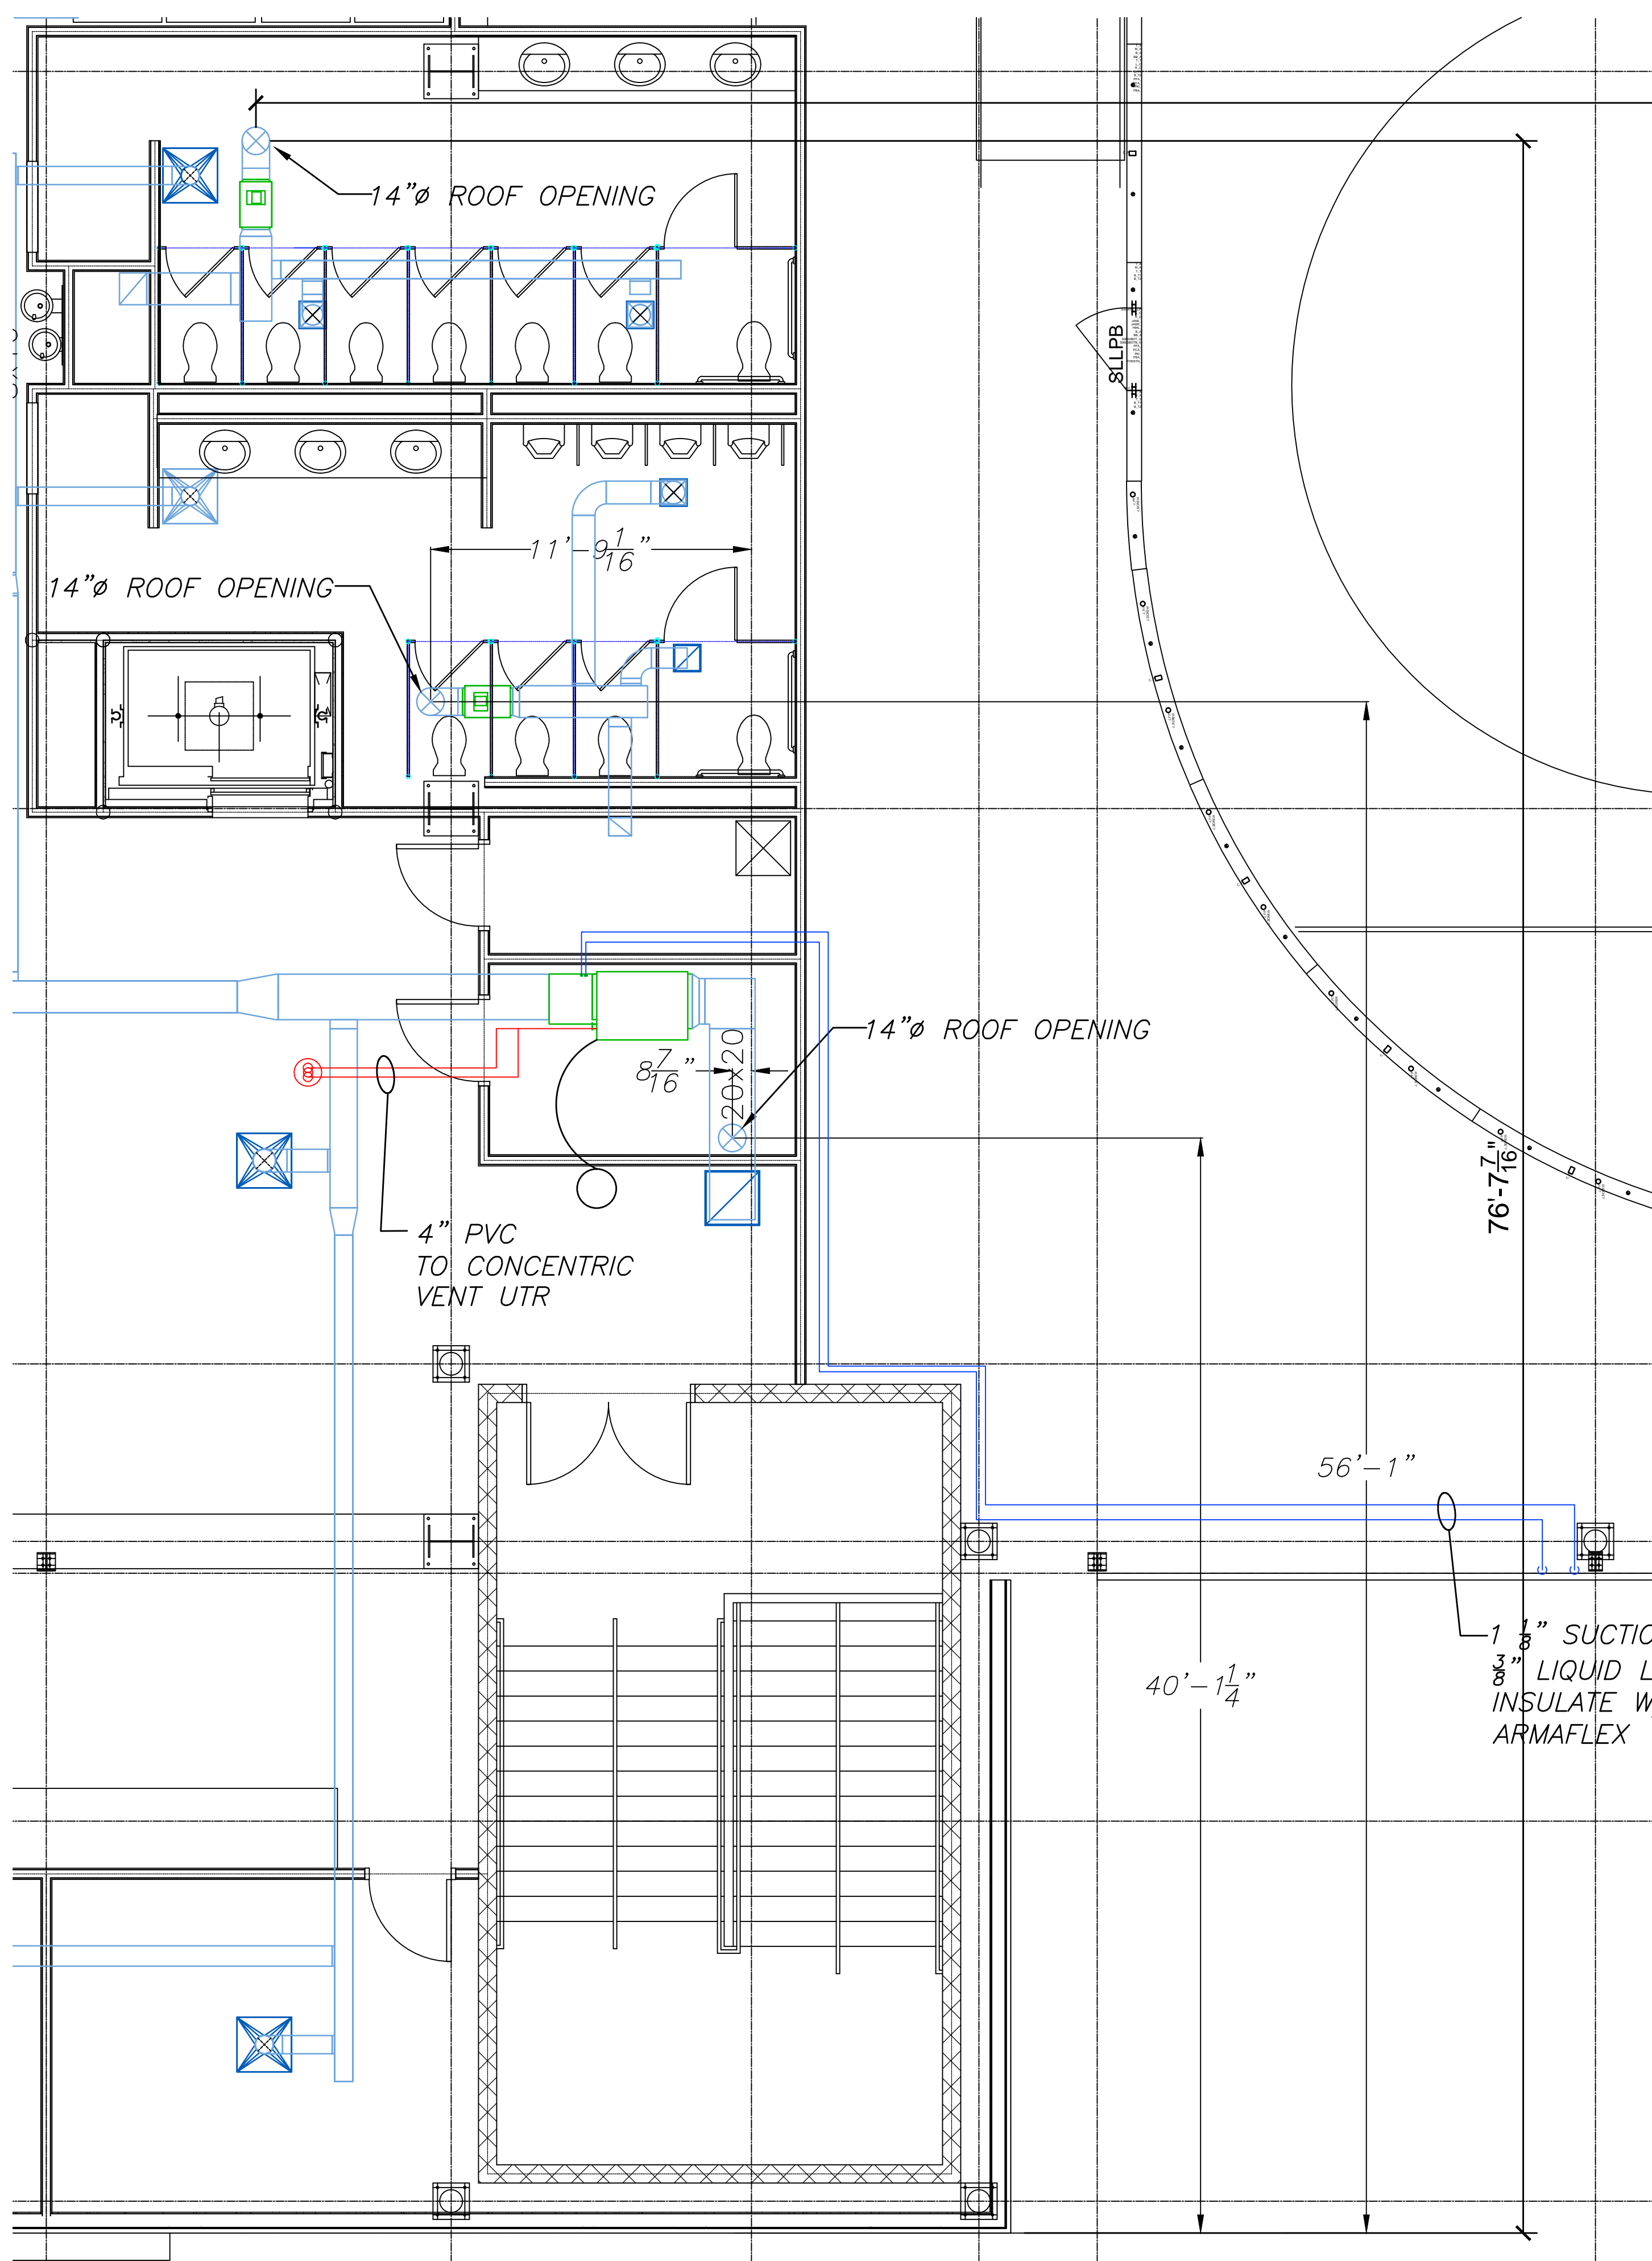 14"ø ROOF OPENING
SLLPB
11'-9 1/16"
14"ø ROOF OPENING
14"ø ROOF OPENING
8 7/16"
20x20
76'-7 7/16"
4" PVC
TO CONCENTRIC
VENT UTR
56'-1"
1 1/8" SUCTIO
3/8" LIQUID L
INSULATE W
ARMAFLEX
40'-1 1/4"